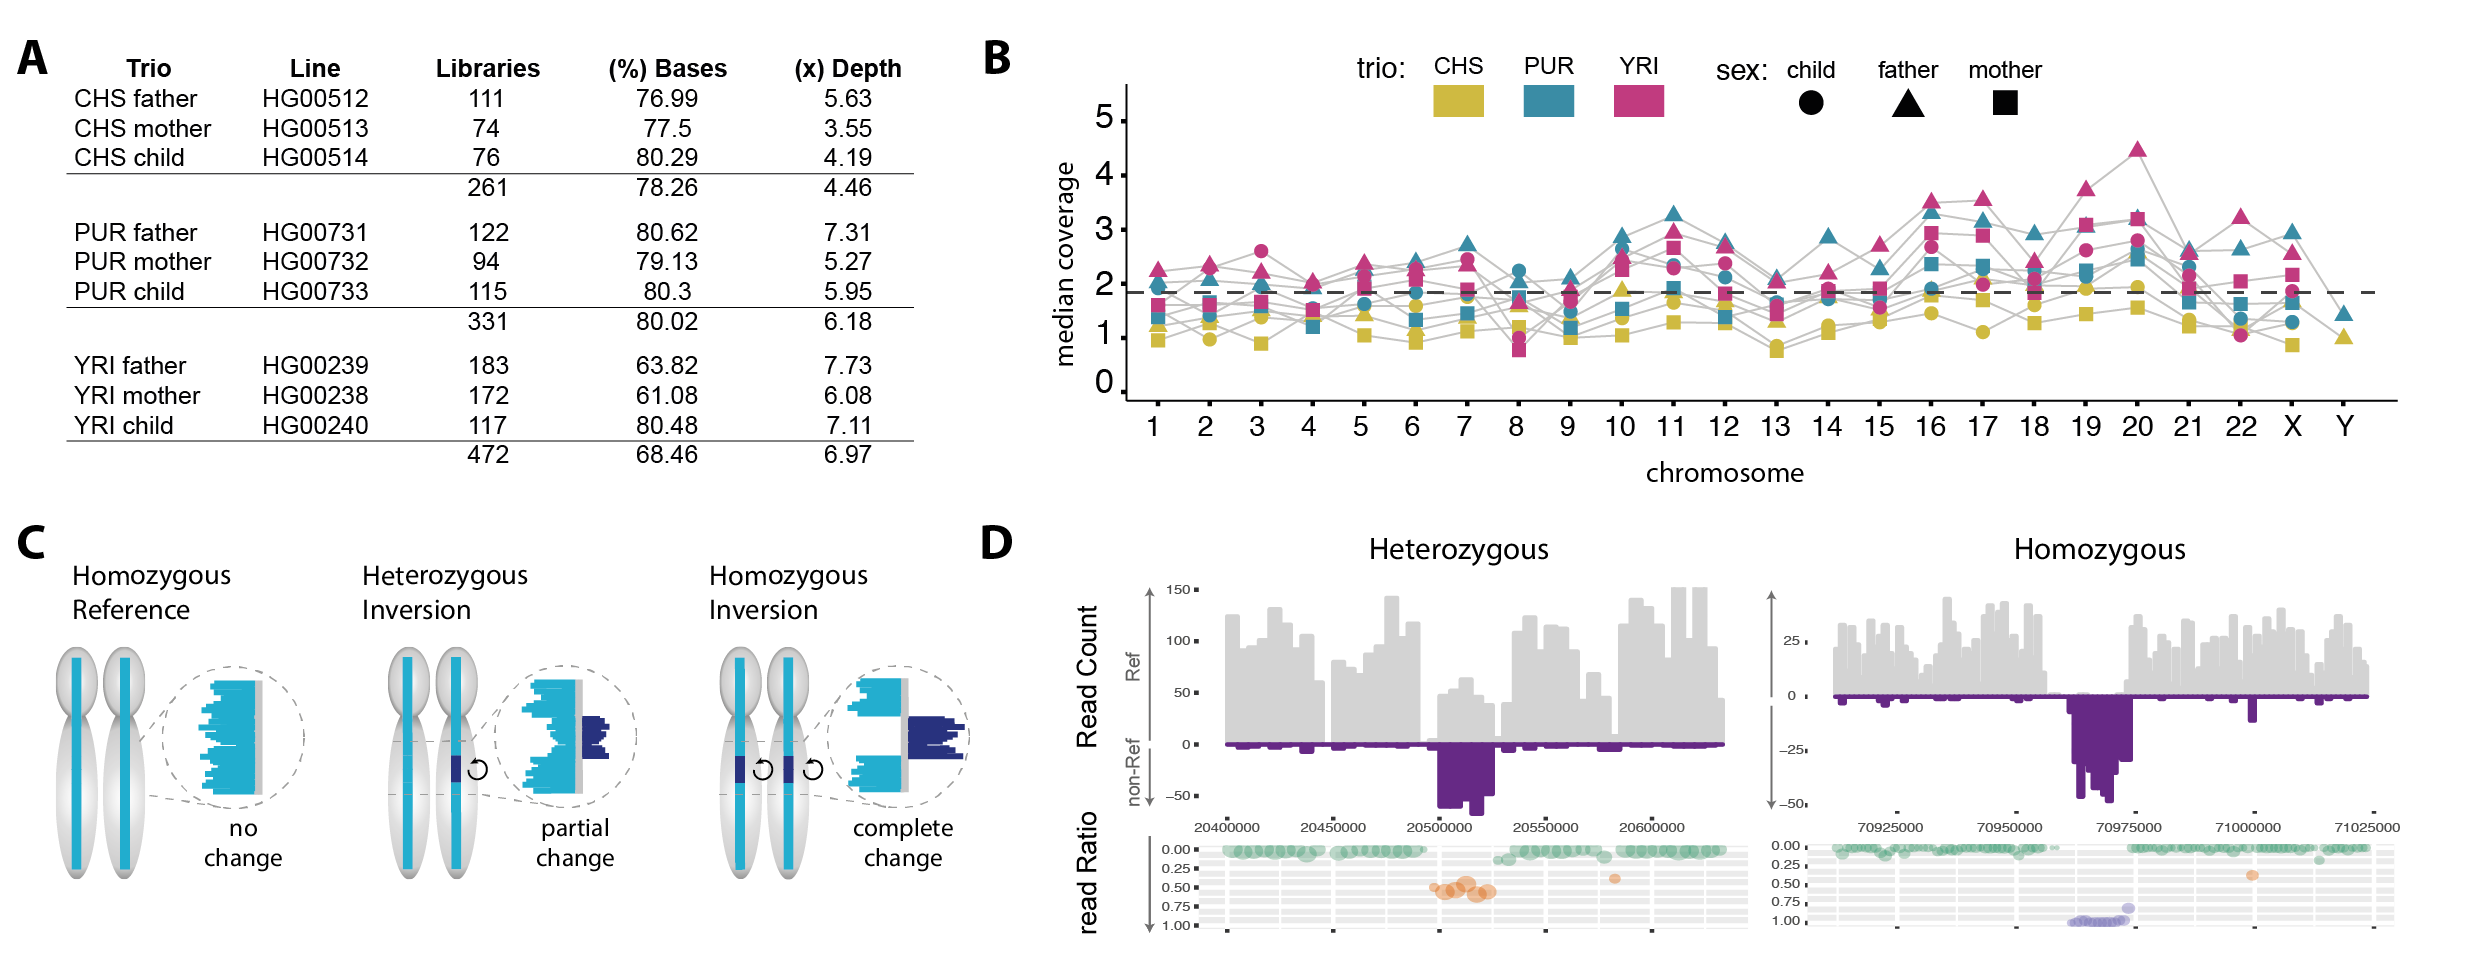 A
Trio Line Libraries (%) Bases (x) Depth
CHS father HG00512 111 76.99 5.63
CHS mother HG00513 74 77.5 3.55
CHS child HG00514 76 80.29 4.19
261 78.26 4.46
PUR father HG00731 122 80.62 7.31
PUR mother HG00732 94 79.13 5.27
PUR child HG00733 115 80.3 5.95
331 80.02 6.18
YRI father HG00239 183 63.82 7.73
YRI mother HG00238 172 61.08 6.08
YRI child HG00240 117 80.48 7.11
472 68.46 6.97
B
trio: CHS PUR YRI sex: child father mother
median coverage
5
4
3
2
1
0
1 2 3 4 5 6 7 8 9 10 11 12 13 14 15 16 17 18 19 20 21 22 X Y
chromosome
C
Homozygous
Reference
no
change
Heterozygous
Inversion
partial
change
Homozygous
Inversion
complete
change
D
Heterozygous
Read Count
Ref
non-Ref
150
100
50
0
−50
20400000 20450000 20500000 20550000 20600000
read Ratio
0.00
0.25
0.50
0.75
1.00
Homozygous
25
0
−25
−50
70925000 70950000 70975000 71000000 71025000
0.00
0.25
0.50
0.75
1.00